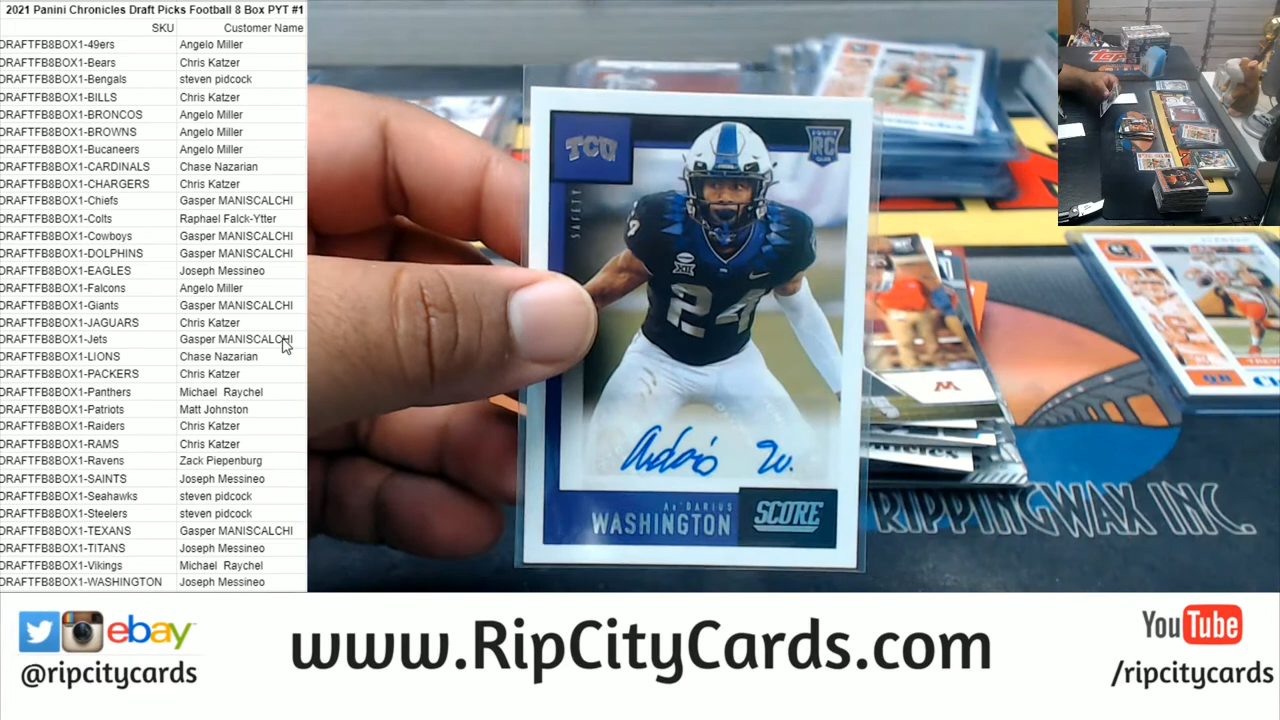 2021 Panini Chronicles Draft Picks Football 8 Box PYT #1
SKU Customer Name
DRAFTFB8BOX1-49ers Angelo Miller
DRAFTFB8BOX1-Bears Chris Katzer
DRAFTFB8BOX1-Bengals steven pidcock
DRAFTFB8BOX1-BILLS Chris Katzer
DRAFTFB8BOX1-BRONCOS Angelo Miller
DRAFTFB8BOX1-BROWNS Angelo Miller
DRAFTFB8BOX1-Bucaneers Angelo Miller
DRAFTFB8BOX1-CARDINALS Chase Nazarian
DRAFTFB8BOX1-CHARGERS Chris Katzer
DRAFTFB8BOX1-Chiefs Gasper MANISCALCHI
DRAFTFB8BOX1-Colts Raphael Falck-Ytter
DRAFTFB8BOX1-Cowboys Gasper MANISCALCHI
DRAFTFB8BOX1-DOLPHINS Gasper MANISCALCHI
DRAFTFB8BOX1-EAGLES Joseph Messineo
DRAFTFB8BOX1-Falcons Angelo Miller
DRAFTFB8BOX1-Giants Gasper MANISCALCHI
DRAFTFB8BOX1-JAGUARS Chris Katzer
DRAFTFB8BOX1-Jets Gasper MANISCALCHI
DRAFTFB8BOX1-LIONS Chase Nazarian
DRAFTFB8BOX1-PACKERS Chris Katzer
DRAFTFB8BOX1-Panthers Michael Raychel
DRAFTFB8BOX1-Patriots Matt Johnston
DRAFTFB8BOX1-Raiders Chris Katzer
DRAFTFB8BOX1-RAMS Chris Katzer
DRAFTFB8BOX1-Ravens Zack Piepenburg
DRAFTFB8BOX1-SAINTS Joseph Messineo
DRAFTFB8BOX1-Seahawks steven pidcock
DRAFTFB8BOX1-Steelers steven pidcock
DRAFTFB8BOX1-TEXANS Gasper MANISCALCHI
DRAFTFB8BOX1-TITANS Joseph Messineo
DRAFTFB8BOX1-Vikings Michael Raychel
DRAFTFB8BOX1-WASHINGTON Joseph Messineo
TCU
RC
SAFETY
XII
24
AR'DARIUS
WASHINGTON
SCORE
QB
M
RIPPINGWAX INC.
ebay
@ripcitycards
www.RipCityCards.com
YouTube
/ripcitycards